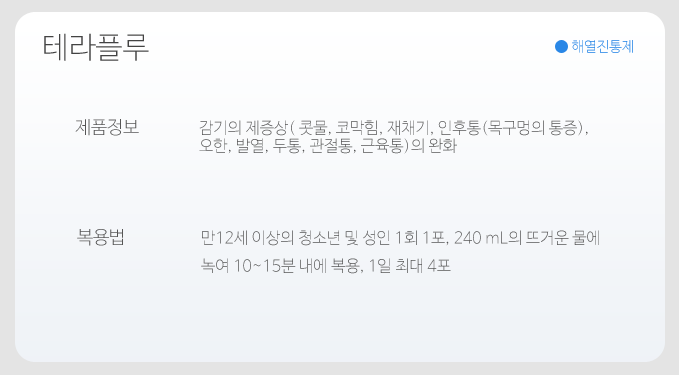 테라플루
해열진통제
제품정보
감기의 제증상( 콧물, 코막힘, 재채기, 인후통(목구멍의 통증),
오한, 발열, 두통, 관절통, 근육통)의 완화
복용법
만12세 이상의 청소년 및 성인 1회 1포, 240 mL의 뜨거운 물에
녹여 10~15분 내에 복용, 1일 최대 4포